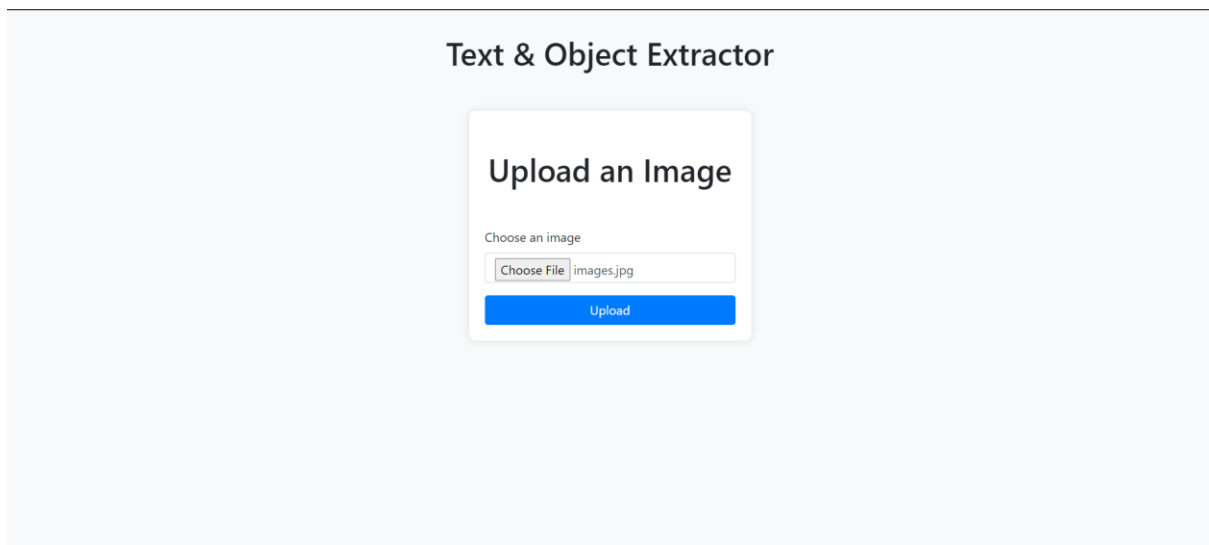 Text & Object Extractor
Upload an Image
Choose an image
Choose File images.jpg
Upload